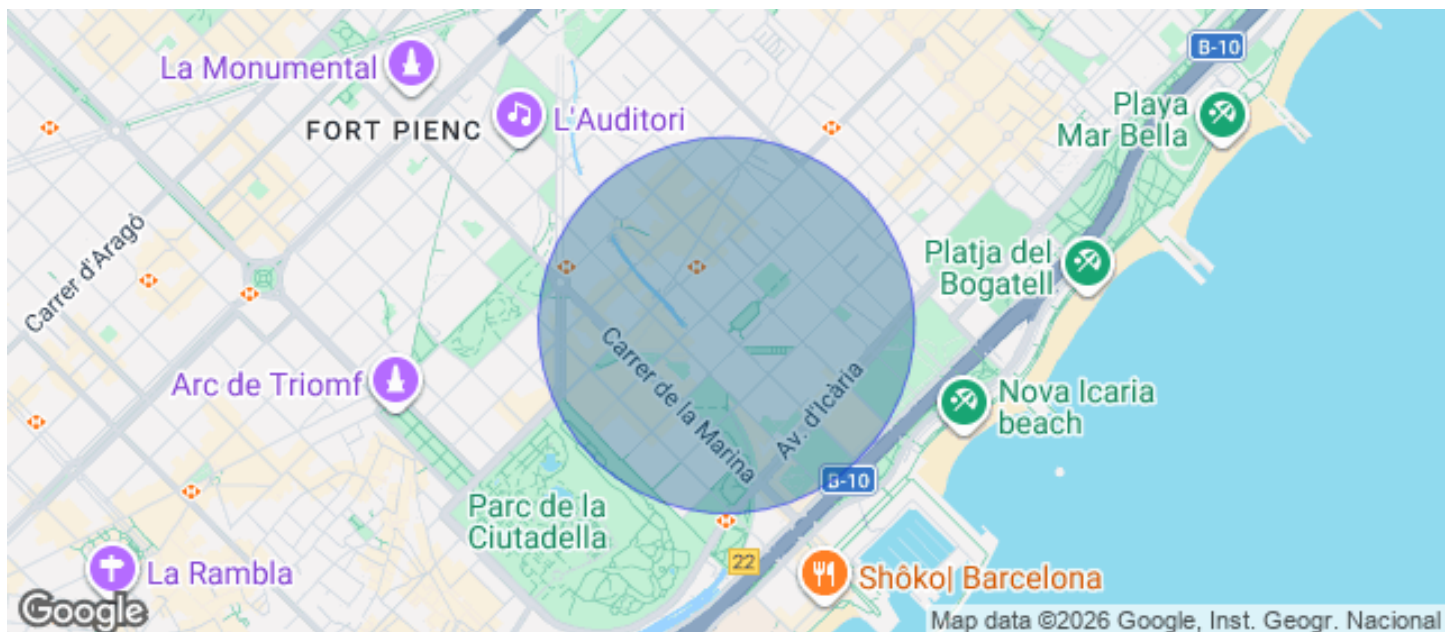 B-10
La Monumental
FORT PIENC
L'Auditori
Playa
Mar Bella
Carrer d'Aragó
Platja del
Bogatell
Arc de Triomf
Carrer de la Marina
Av. d'Icària
Nova Icaria
beach
B-10
Parc de la
Ciutadella
22
La Rambla
Shôko| Barcelona
Google
Map data ©2026 Google, Inst. Geogr. Nacional